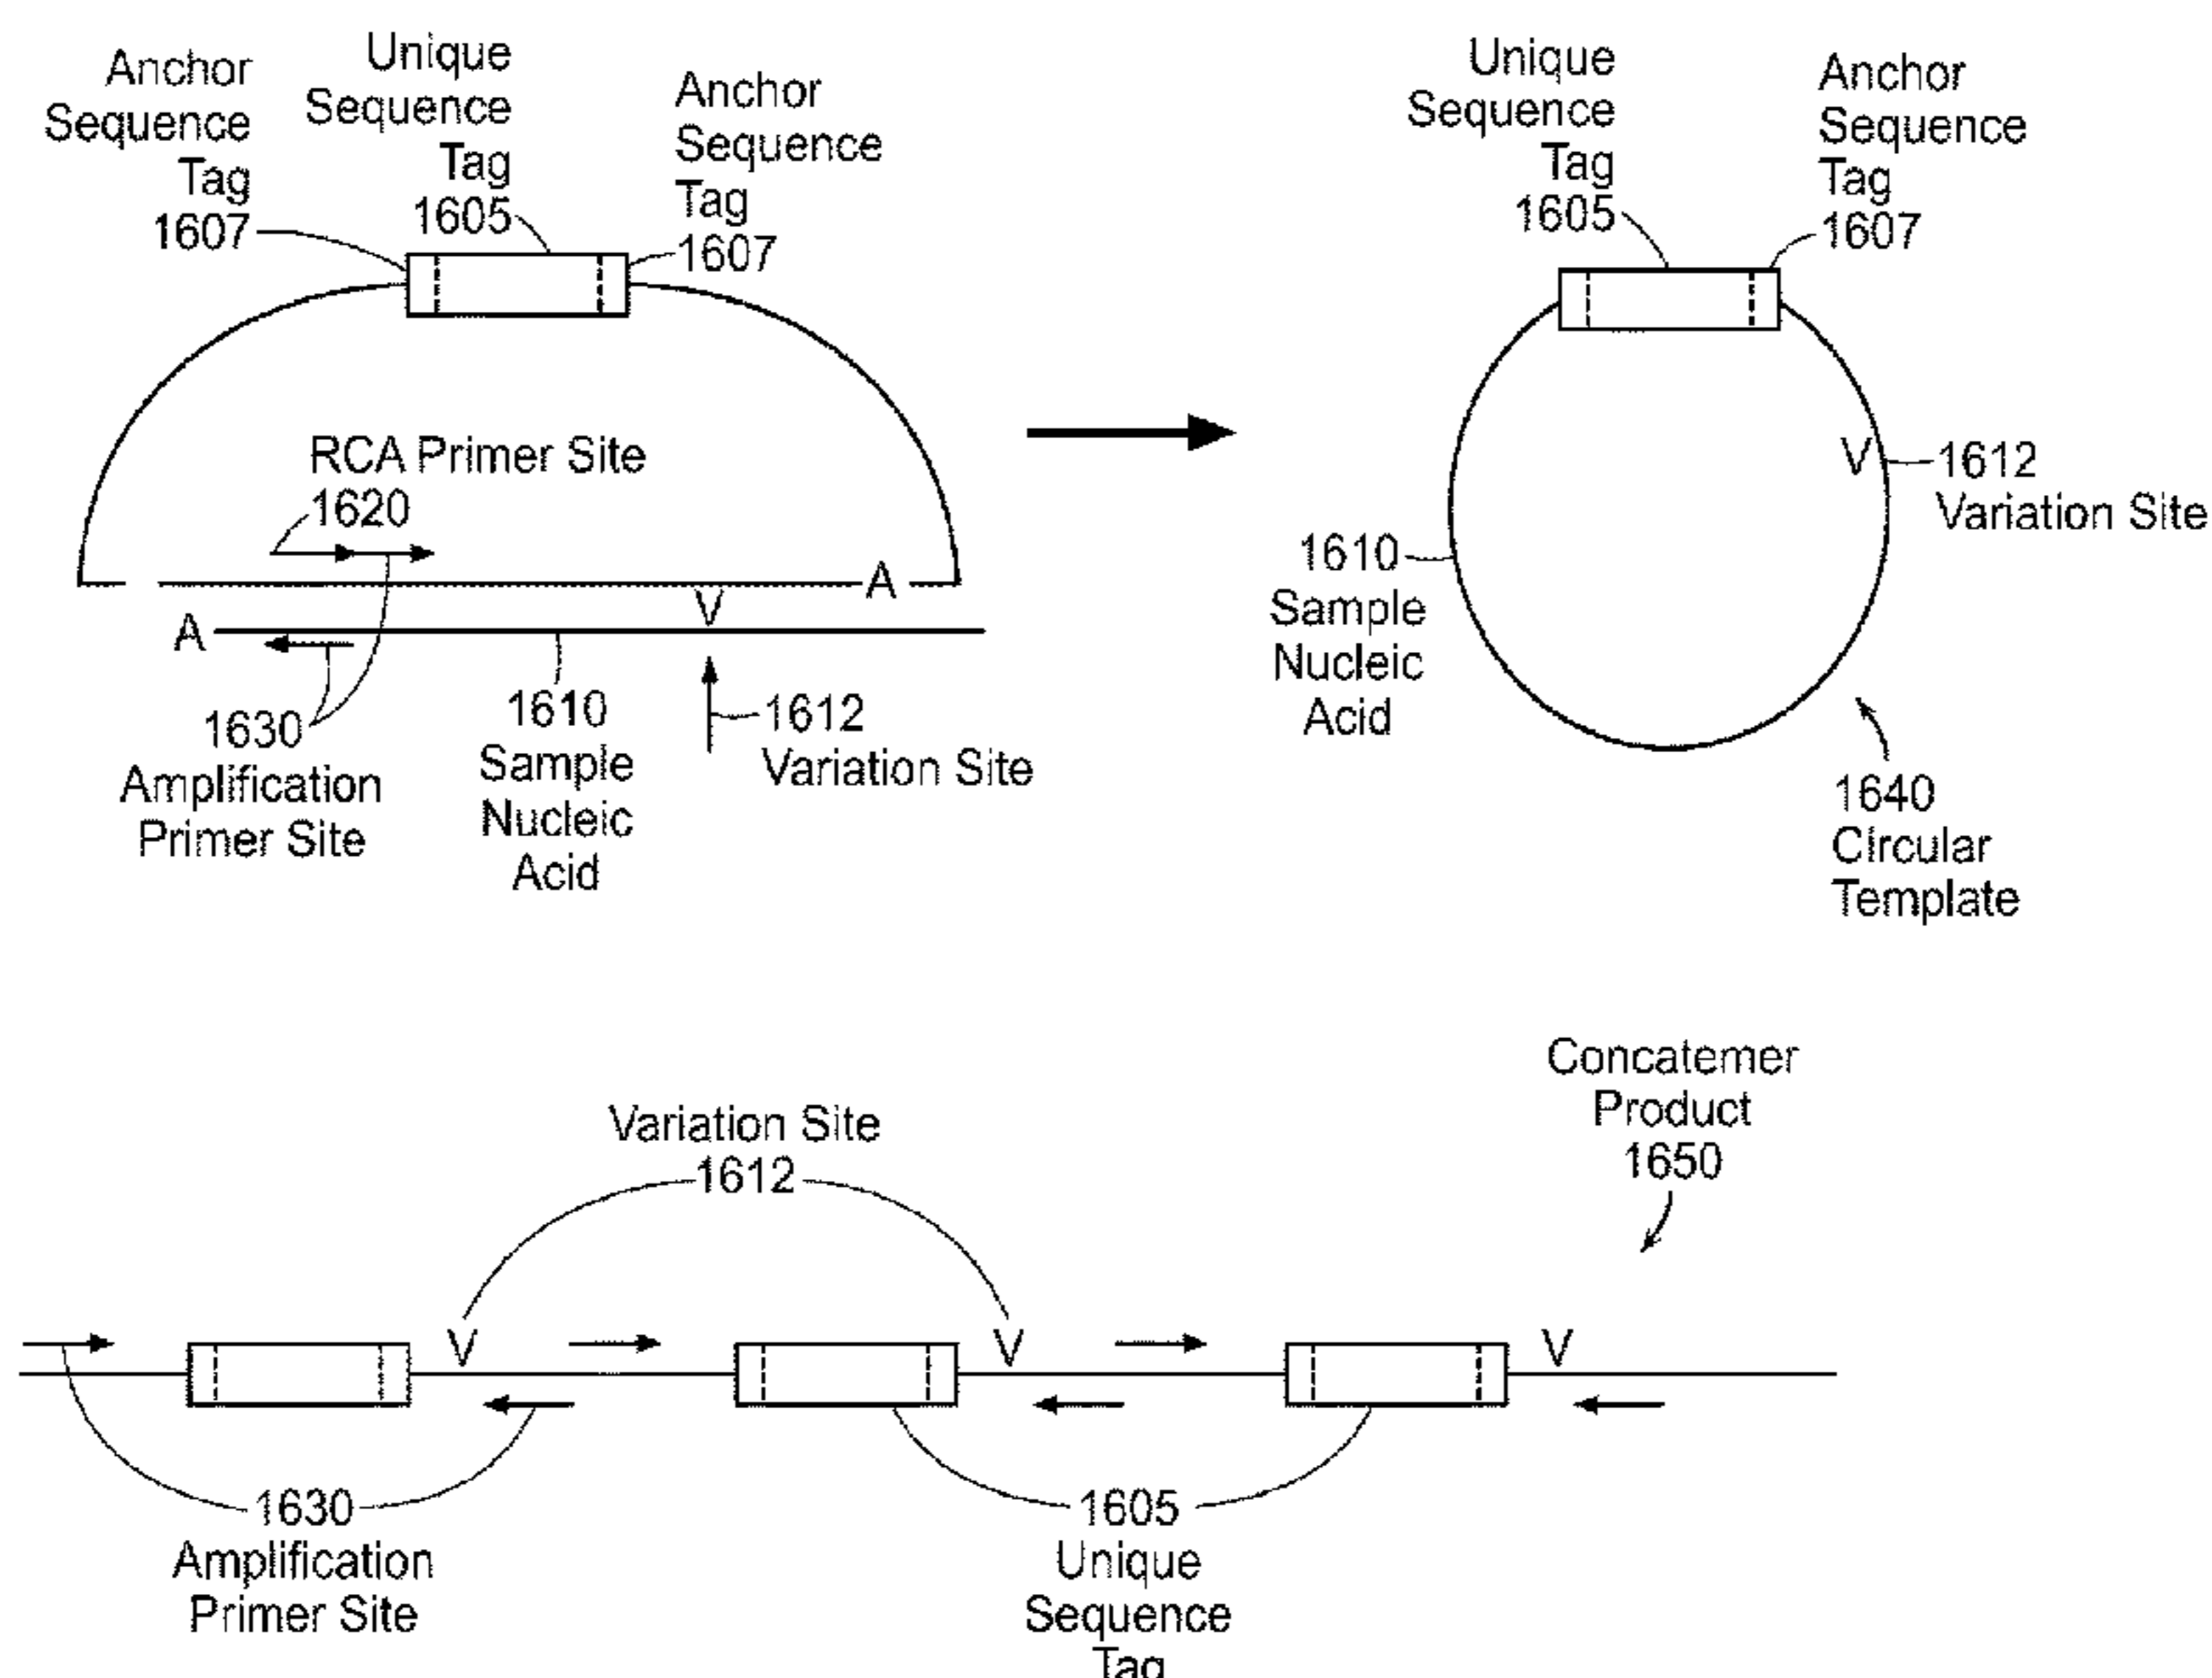 Anchor
Sequence
Tag
1607
Unique
Sequence
Tag
1605
Anchor
Sequence
Tag
1607
RCA Primer Site
1620
A
V
A
1630
Amplification
Primer Site
1610
Sample
Nucleic
Acid
1612
Variation Site
Unique
Sequence
Tag
1605
Anchor
Sequence
Tag
1607
V
1612
Variation Site
1610
Sample
Nucleic
Acid
1640
Circular
Template
Concatemer
Product
1650
Variation Site
1612
V
V
V
1630
Amplification
Primer Site
1605
Unique
Sequence
Tag